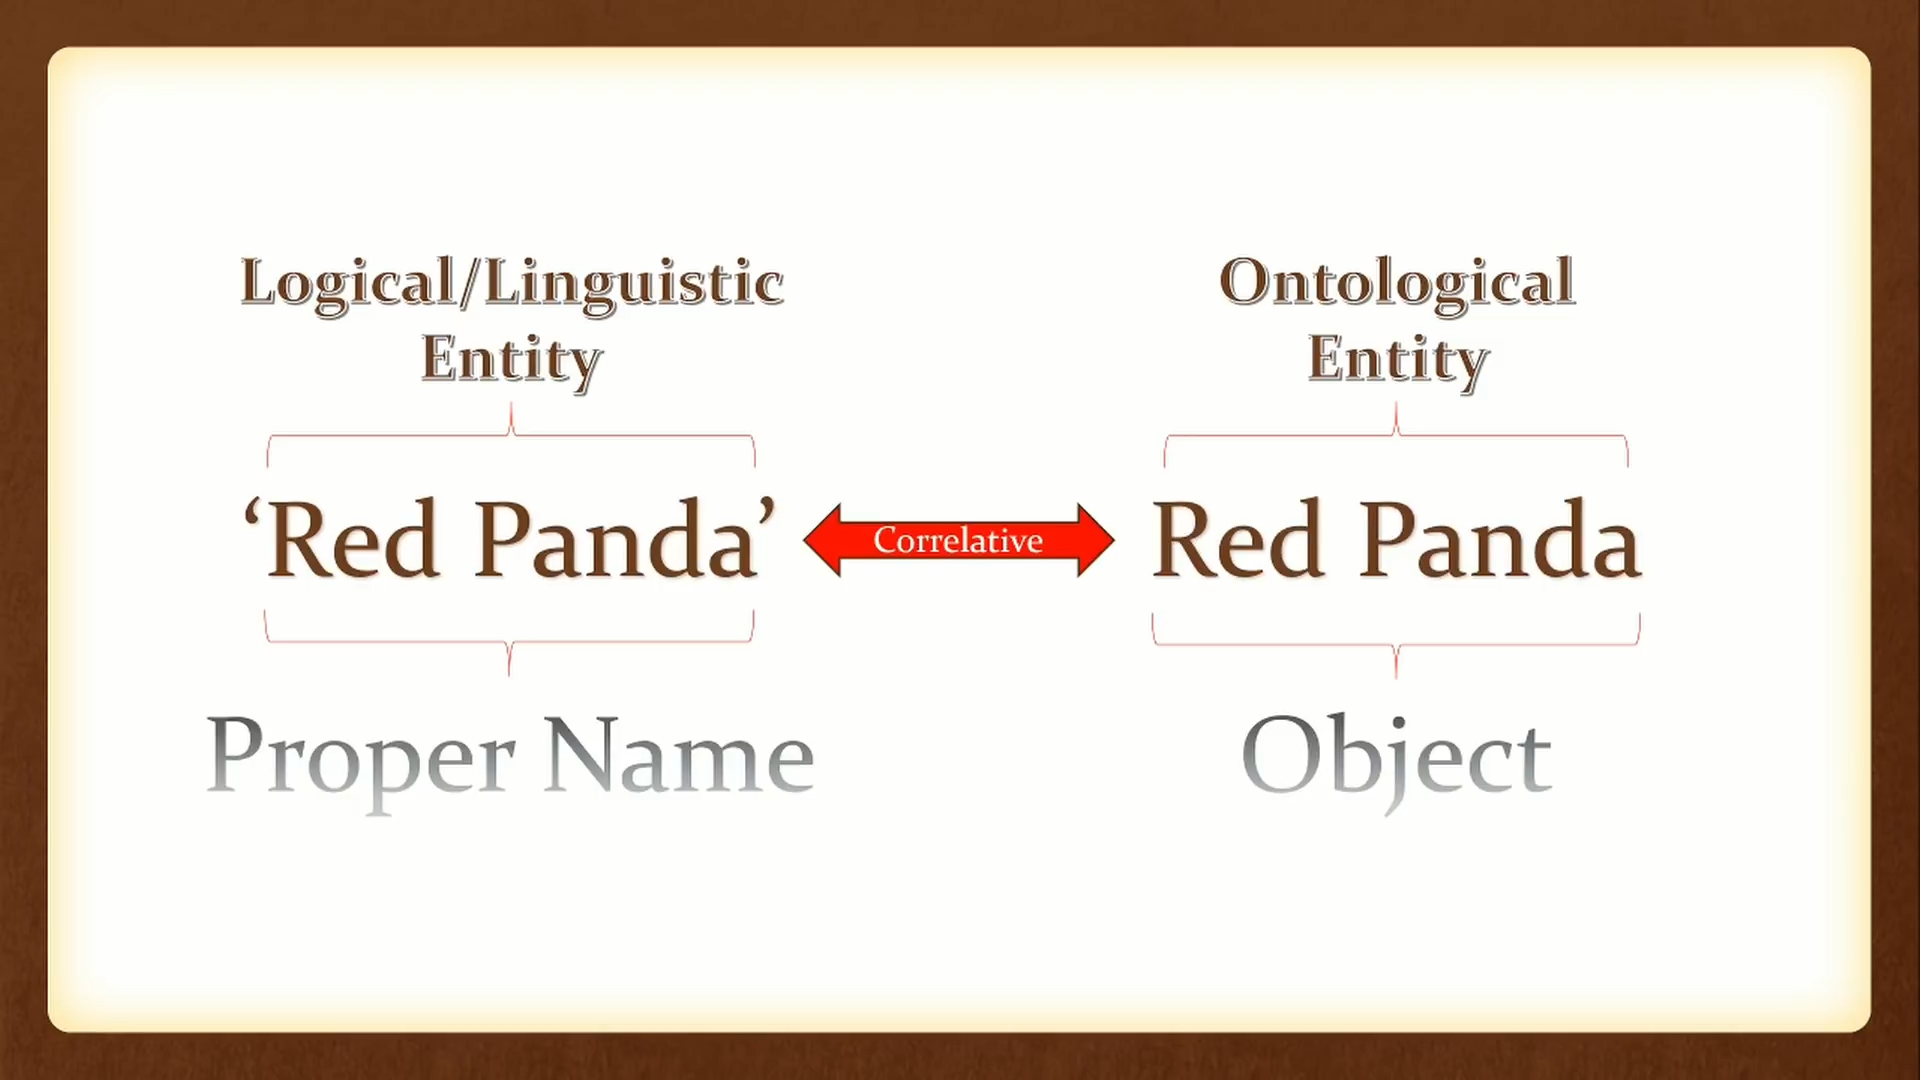 Logical/Linguistic
Entity
Ontological
Entity
‘Red Panda’
Correlative
Red Panda
Proper Name
Object